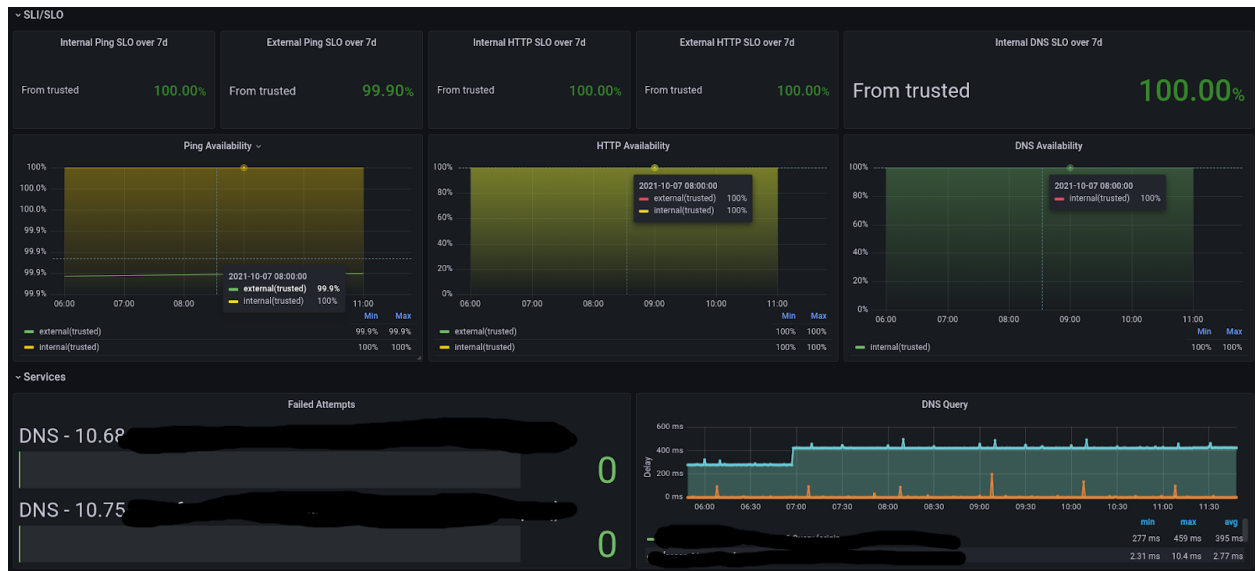 SLI/SLO
Internal Ping SLO over 7d
From trusted
100.00%
External Ping SLO over 7d
From trusted
99.90%
Internal HTTP SLO over 7d
From trusted
100.00%
External HTTP SLO over 7d
From trusted
100.00%
Internal DNS SLO over 7d
From trusted
100.00%
Ping Availability
100%
100.0%
100.0%
99.9%
99.9%
99.9%
99.9%
06:00 07:00 08:00 11:00
2021-10-07 08:00:00
external(trusted) 99.9%
internal(trusted) 100%
Min Max
external(trusted) 99.9% 99.9%
internal(trusted) 100% 100%
HTTP Availability
100%
80%
60%
40%
20%
0%
06:00 07:00 08:00 09:00 10:00 11:00
2021-10-07 08:00:00
external(trusted) 100%
internal(trusted) 100%
Min Max
external(trusted) 100% 100%
internal(trusted) 100% 100%
DNS Availability
100%
80%
60%
40%
20%
0%
06:00 07:00 08:00 09:00 10:00 11:00
2021-10-07 08:00:00
internal(trusted) 100%
Min Max
internal(trusted) 100% 100%
Services
Failed Attempts
DNS - 10.68
0
DNS - 10.75
0
DNS Query
Delay
600 ms
400 ms
200 ms
0 ms
06:00 06:30 07:00 07:30 08:00 08:30 09:00 09:30 10:00 10:30 11:00 11:30
min max avg
277 ms 459 ms 395 ms
2.31 ms 10.4 ms 2.77 ms